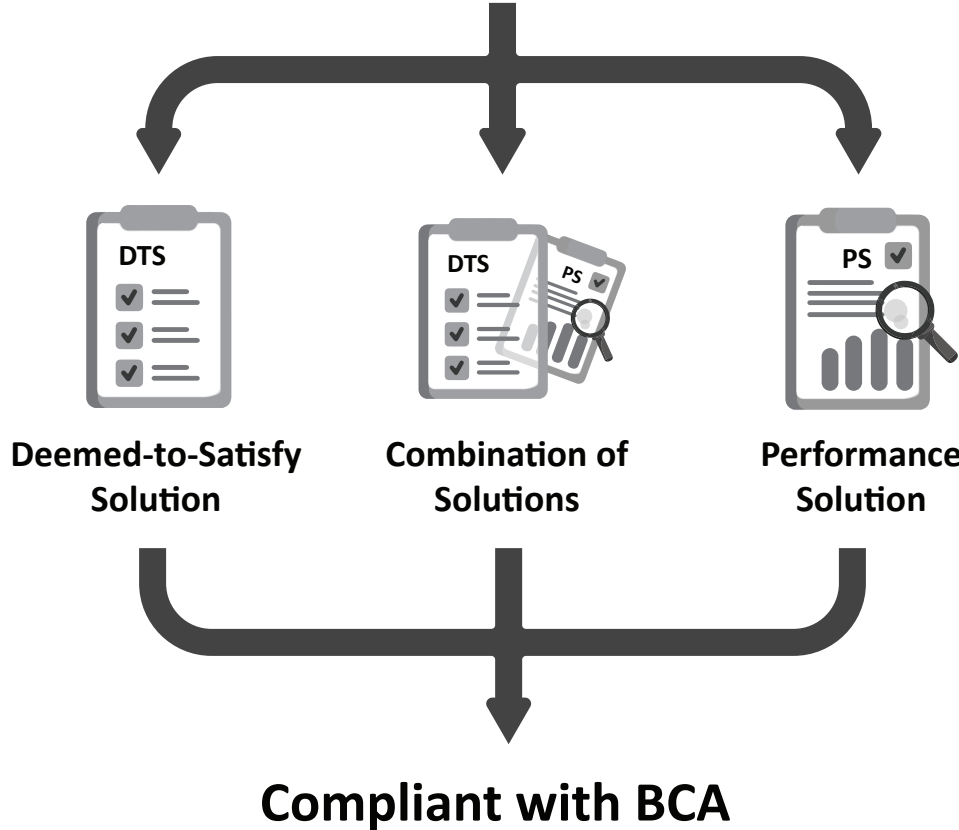 DTS
DTS
PS
PS
Deemed-to-Satisfy
Solution
Combination of
Solutions
Performance
Solution
Compliant with BCA